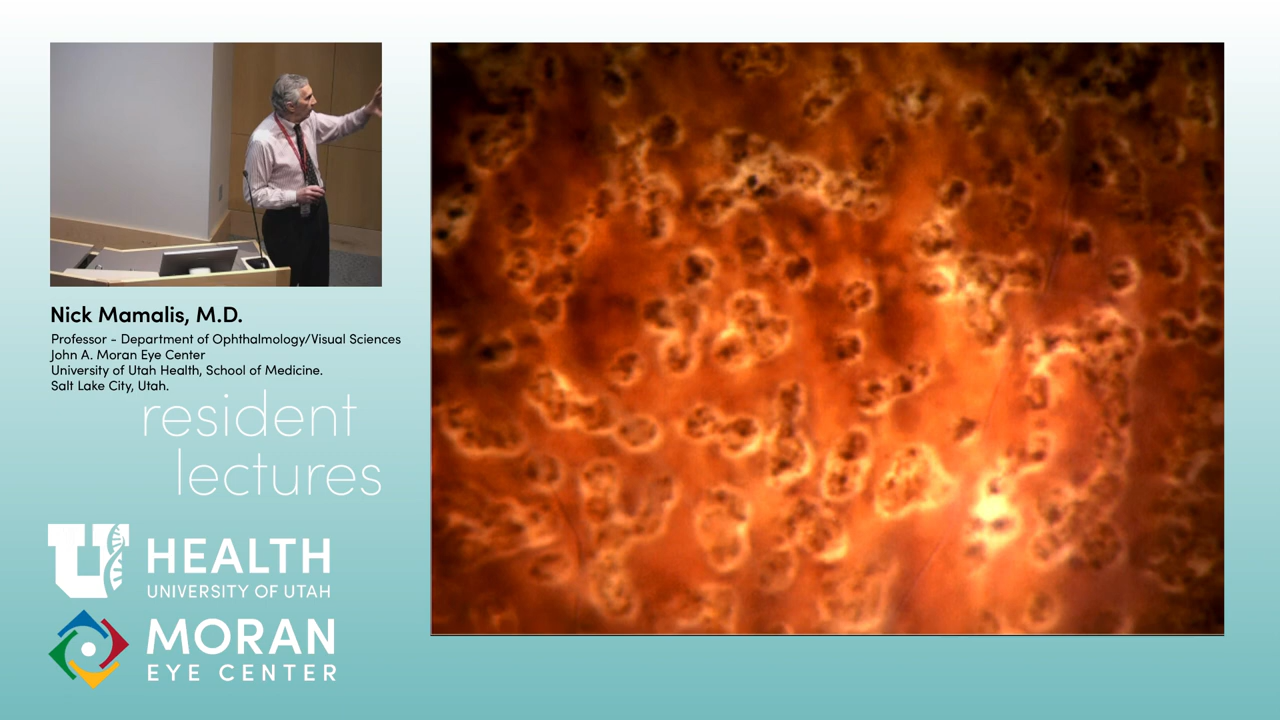 Nick Mamalis, M.D.
Professor - Department of Ophthalmology/Visual Sciences
John A. Moran Eye Center
University of Utah Health, School of Medicine.
Salt Lake City, Utah.
resident
lectures
U HEALTH
UNIVERSITY OF UTAH
MORAN
EYE CENTER